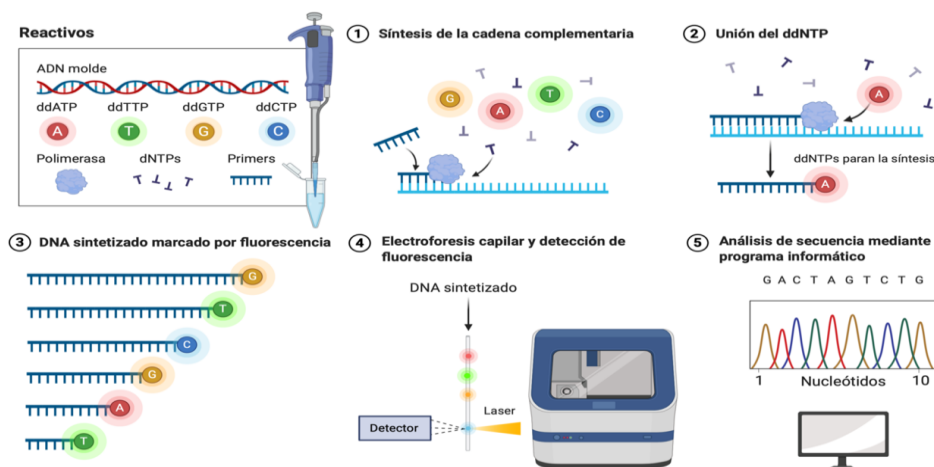 Reactivos
ADN molde
ddATP ddTTP ddGTP ddCTP
A T G C
Polimerasa dNTPs Primers
1 Síntesis de la cadena complementaria
G A T C
2 Unión del ddNTP
A
ddNTPs paran la síntesis
A
3 DNA sintetizado marcado por fluorescencia
G
T
C
G
A
T
4 Electroforesis capilar y detección de
fluorescencia
DNA sintetizado
Laser
Detector
5 Análisis de secuencia mediante
programa informático
G A C T A G T C T G
1 Nucleótidos 10